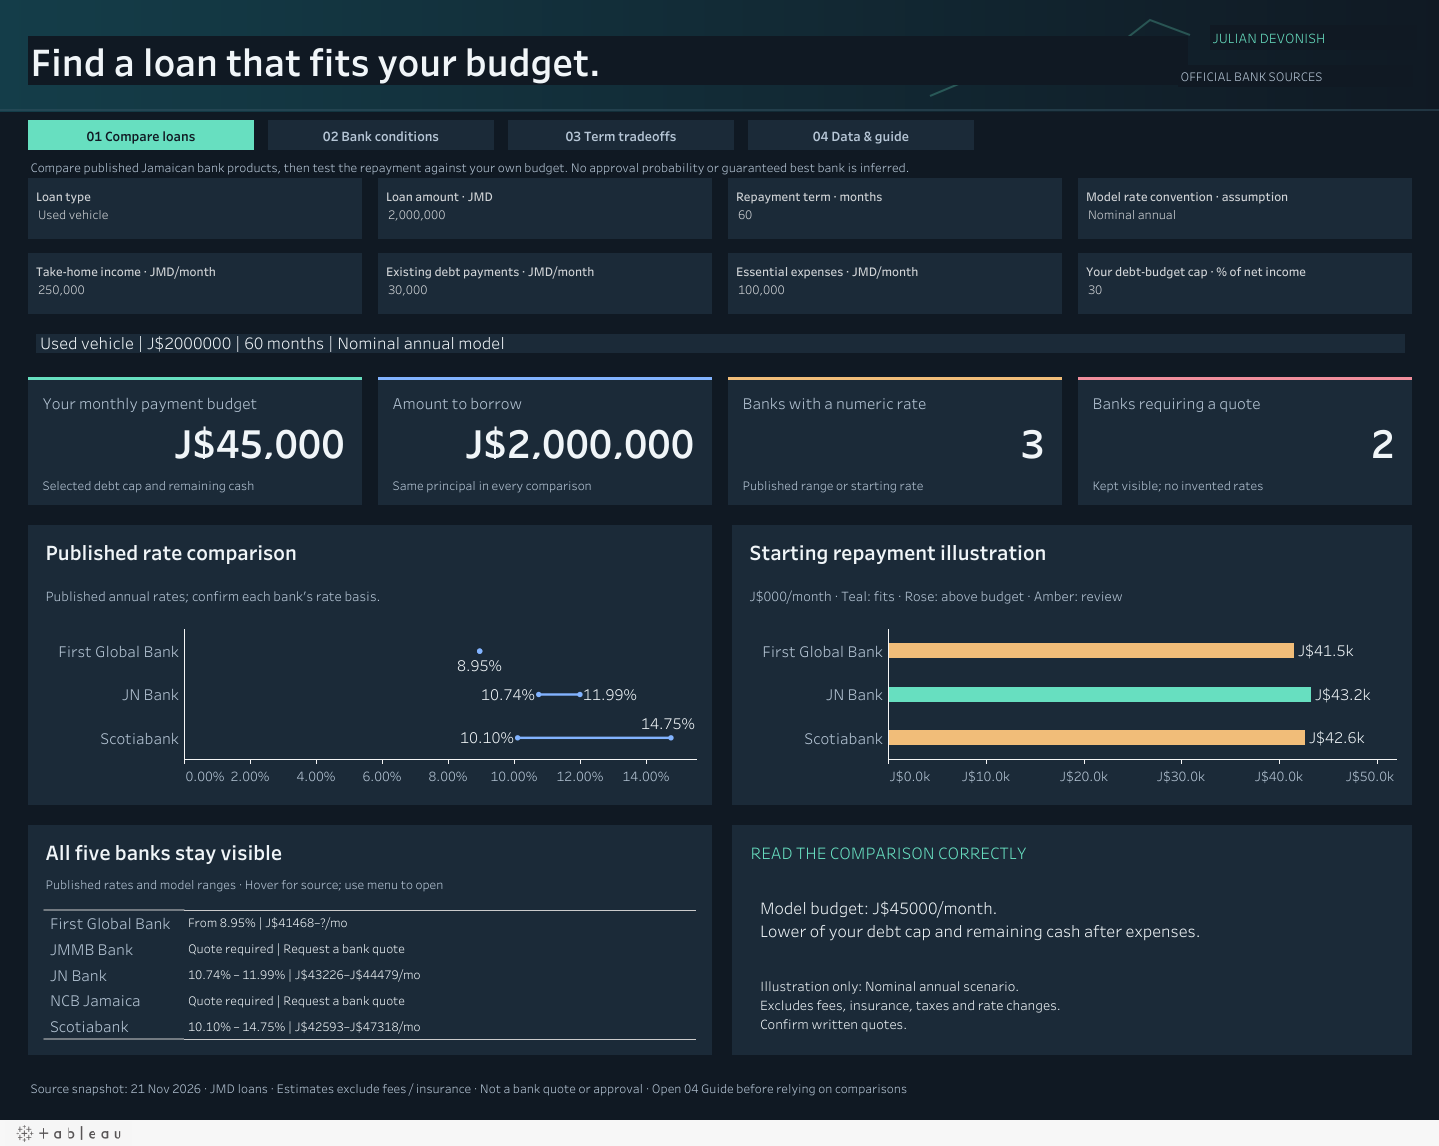 Find a loan that fits your budget.
JULIAN DEVONISH
OFFICIAL BANK SOURCES
01 Compare loans
02 Bank conditions
03 Term tradeoffs
04 Data & guide
Compare published Jamaican bank products, then test the repayment against your own budget. No approval probability or guaranteed best bank is inferred.
Loan type
Used vehicle
Loan amount · JMD
2,000,000
Repayment term · months
60
Model rate convention · assumption
Nominal annual
Take-home income · JMD/month
250,000
Existing debt payments · JMD/month
30,000
Essential expenses · JMD/month
100,000
Your debt-budget cap · % of net income
30
Used vehicle | J$2000000 | 60 months | Nominal annual model
Your monthly payment budget
J$45,000
Selected debt cap and remaining cash
Amount to borrow
J$2,000,000
Same principal in every comparison
Banks with a numeric rate
3
Published range or starting rate
Banks requiring a quote
2
Kept visible; no invented rates
Published rate comparison
Published annual rates; confirm each bank's rate basis.
First Global Bank
8.95%
JN Bank
10.74%
11.99%
Scotiabank
10.10%
14.75%
0.00% 2.00% 4.00% 6.00% 8.00% 10.00% 12.00% 14.00%
Starting repayment illustration
J$000/month · Teal: fits · Rose: above budget · Amber: review
First Global Bank J$41.5k
JN Bank J$43.2k
Scotiabank J$42.6k
J$0.0k J$10.0k J$20.0k J$30.0k J$40.0k J$50.0k
All five banks stay visible
Published rates and model ranges · Hover for source; use menu to open
First Global Bank From 8.95% | J$41468–?/mo
JMMB Bank Quote required | Request a bank quote
JN Bank 10.74% – 11.99% | J$43226–J$44479/mo
NCB Jamaica Quote required | Request a bank quote
Scotiabank 10.10% – 14.75% | J$42593–J$47318/mo
READ THE COMPARISON CORRECTLY
Model budget: J$45000/month.
Lower of your debt cap and remaining cash after expenses.
Illustration only: Nominal annual scenario.
Excludes fees, insurance, taxes and rate changes.
Confirm written quotes.
Source snapshot: 21 Nov 2026 · JMD loans · Estimates exclude fees / insurance · Not a bank quote or approval · Open 04 Guide before relying on comparisons
+ableau